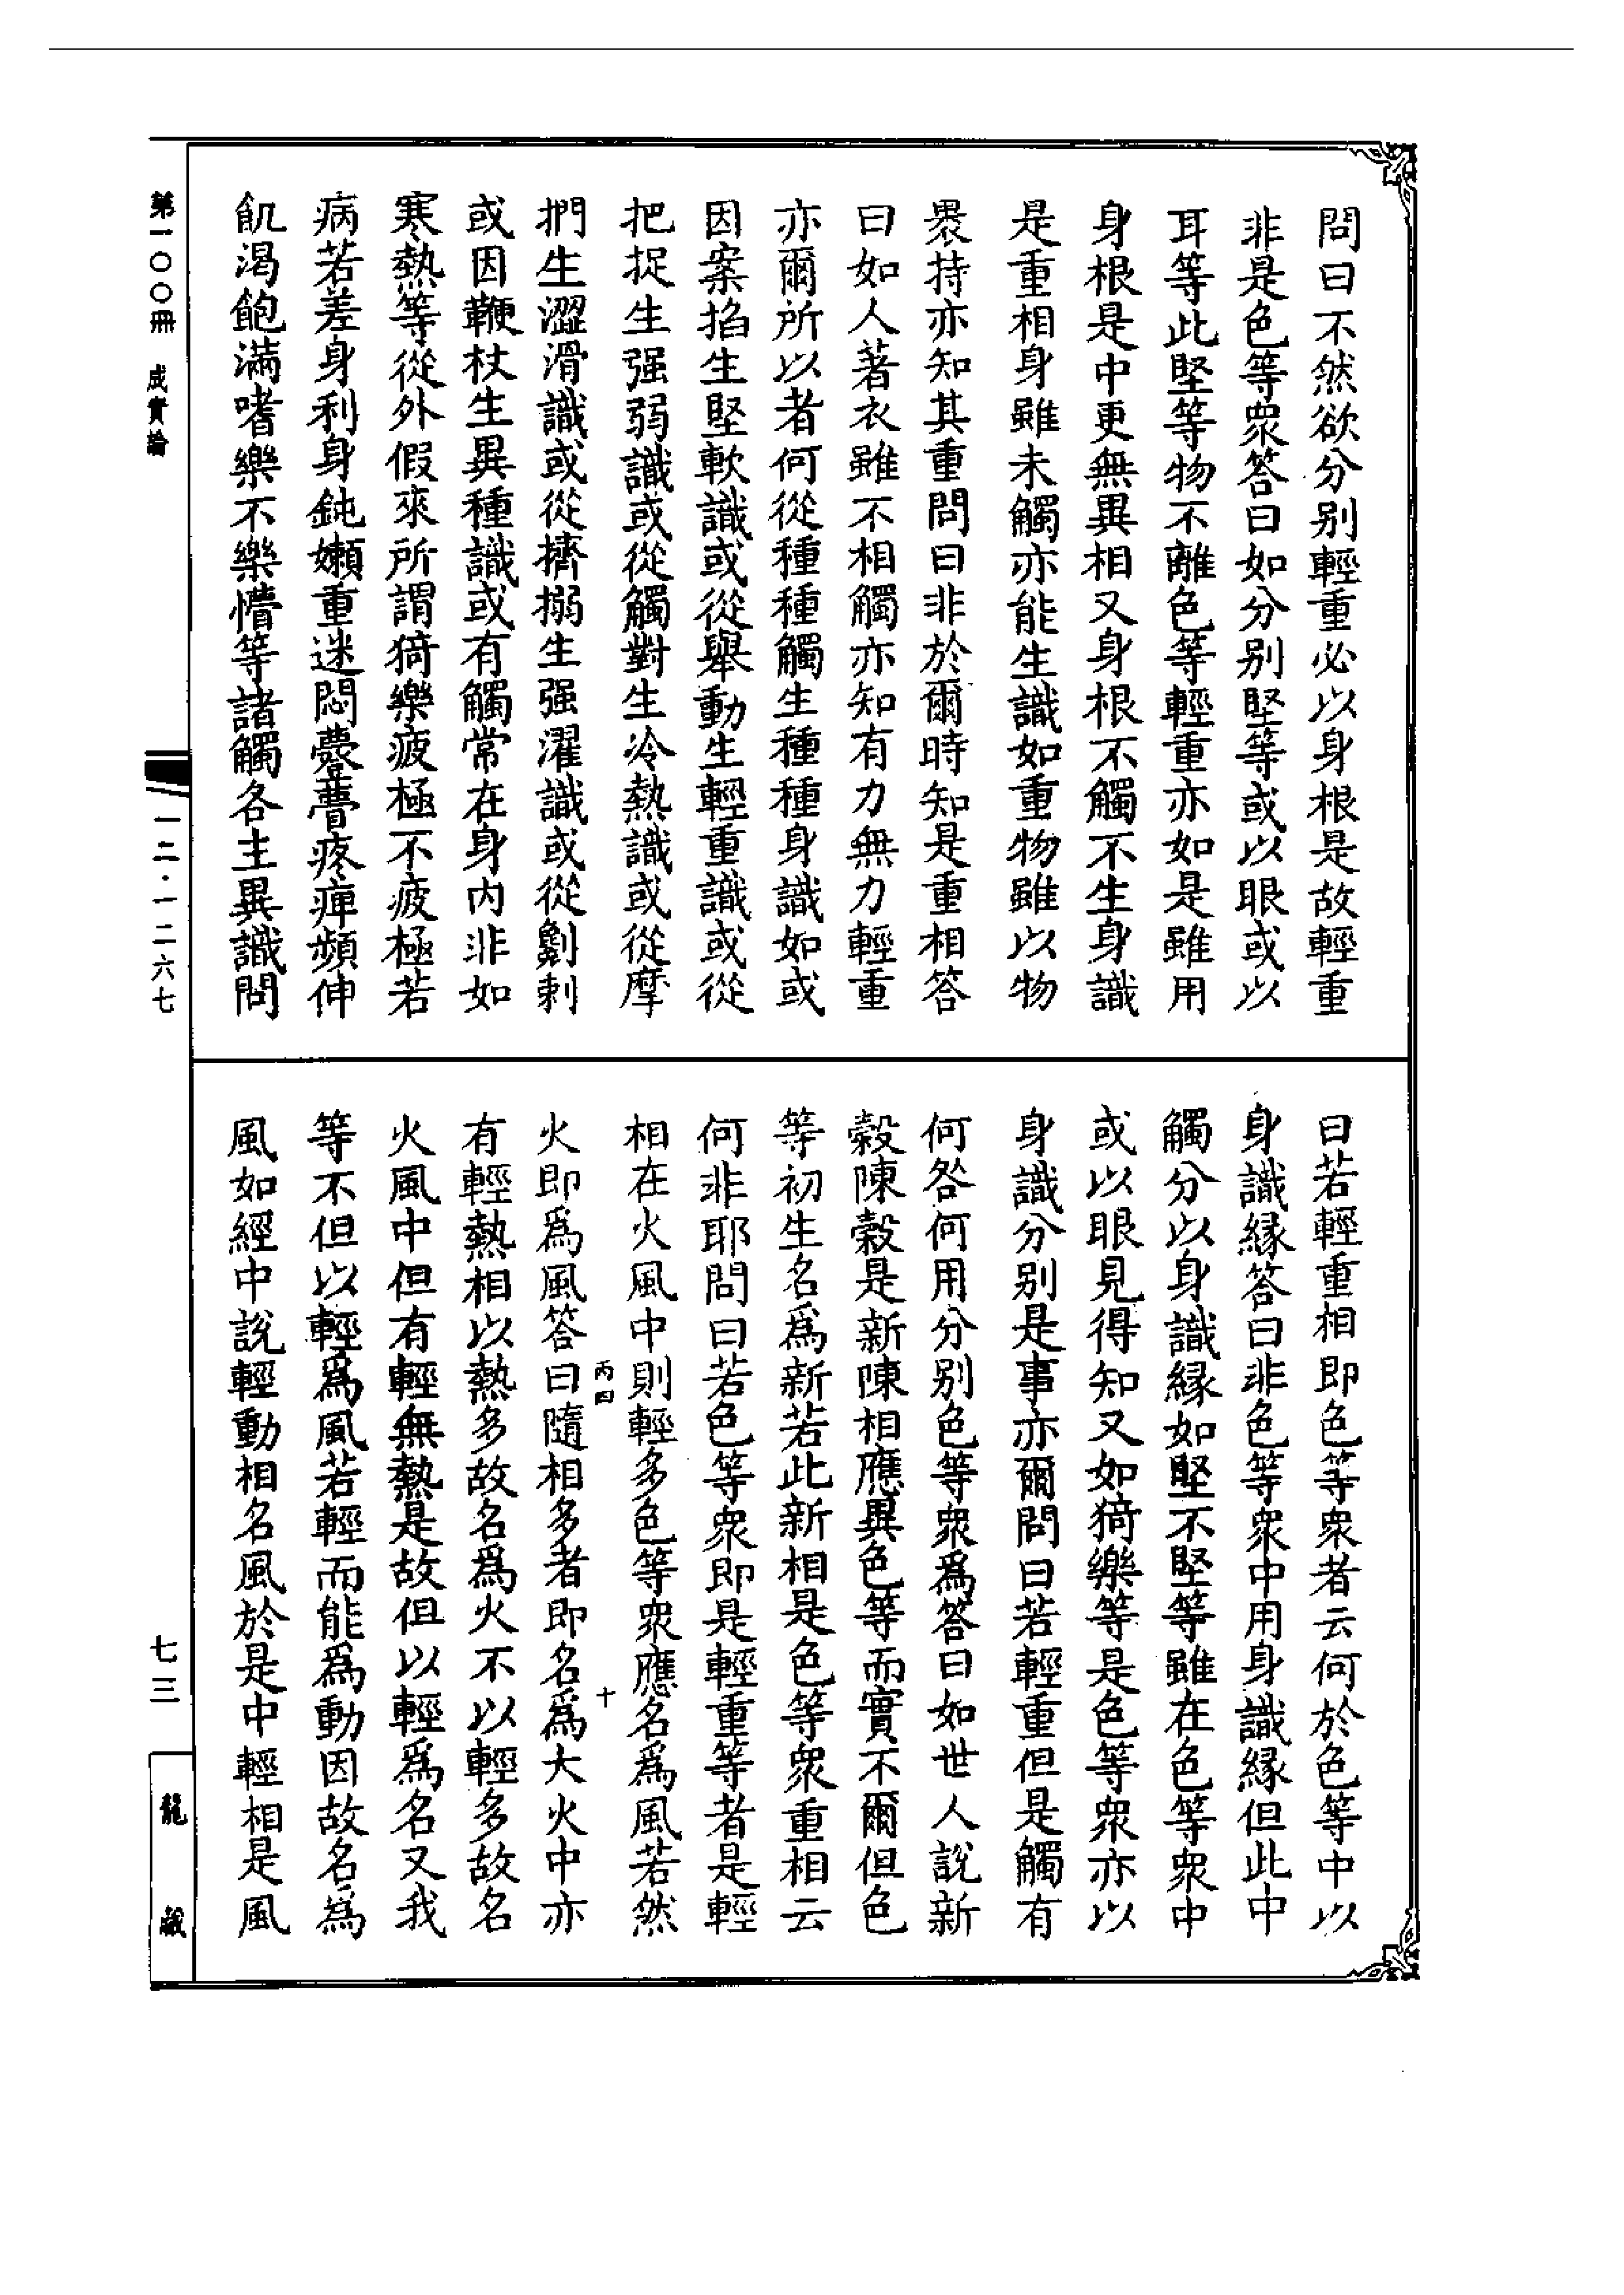 問曰不然欲分別輕重必以身根是故輕重
非是色等衆答曰如分別堅等或以眼或以
耳等此堅等物不離色等輕重亦如是雖用
身根是中更無異相又身根不觸不生身識
是重相身雖未觸亦能生識如重物雖以物
裹持亦知其重問曰非於爾時知是重相答
曰如人著衣雖不相觸亦知有力無力輕重
亦爾所以者何從種種觸生種種身識如或
因案掐生堅軟識或從舉動生輕重識或從
把捉生强弱識或從觸對生冷熱識或從摩
捫生澀滑識或從擠搦生强濯識或從劖刺
或因鞭杖生異種識或有觸常在身内非如
寒熱等從外假來所謂猗樂疲極不疲極若
病若差身利身鈍嬾重迷悶瞢疼痺頻伸
飢渴飽滿嗜樂不樂懵等諸觸各生異識問
曰若輕重相即色等衆者云何於色等中以
身識緣答曰非色等衆中用身識緣但此中
觸分以身識緣如堅不堅等雖在色等衆中
或以眼見得知又如猗樂等是色等衆亦以
身識分別是事亦爾問曰若輕重但是觸有
何咎何用分別色等衆爲答曰如世人說新
穀陳穀是新陳相應異色等而實不爾但色
等初生名爲新若此新相是色等衆重相云
何非耶問曰若色等衆即是輕重等者是輕
相在火風中則輕多色等衆應名爲風若然
丙四
十
火即爲風答曰隨相多者即名爲大火中亦
有輕熱相以熱多故名爲火不以輕多故名
火風中但有輕無熱是故但以輕爲名又我
等不但以輕爲風若輕而能爲動因故名爲
風如經中說輕動相名風於是中輕相是風
第一〇〇冊　成實論
一二·一二六七
七三
龍藏